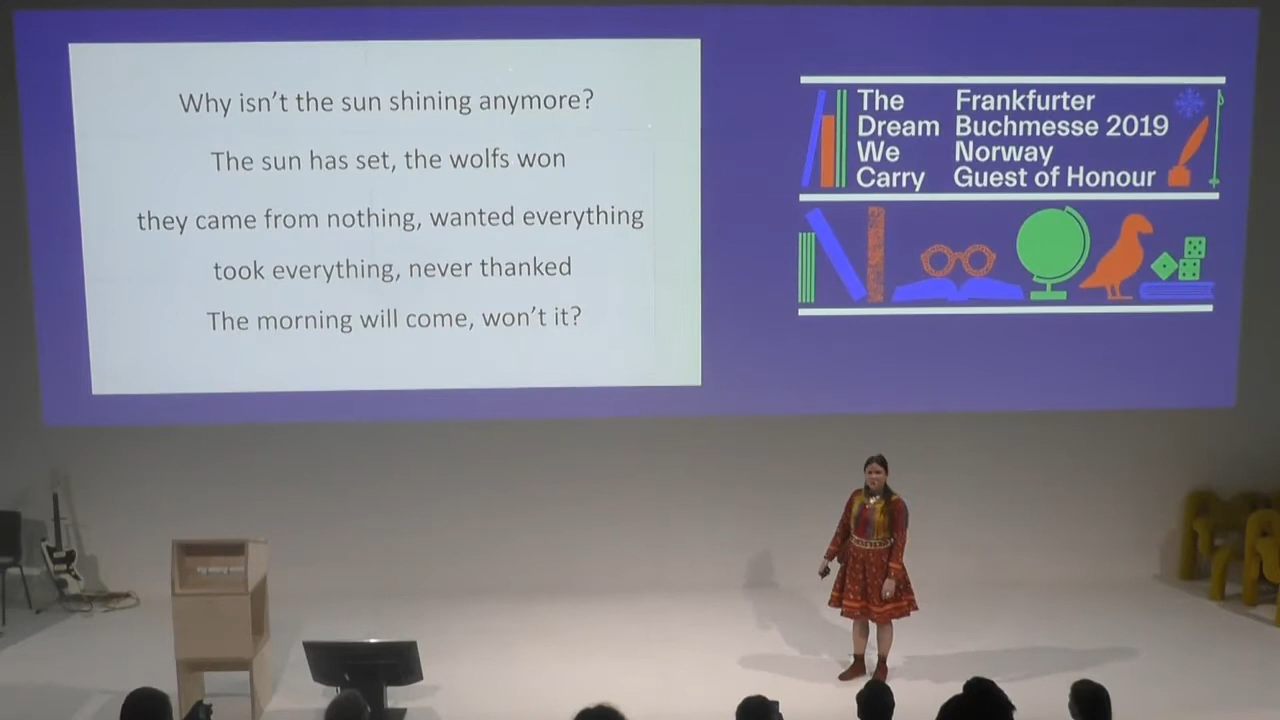 Why isn't the sun shining anymore?
The sun has set, the wolfs won
they came from nothing, wanted everything
took everything, never thanked
The morning will come, won't it?
The Dream We Carry
Frankfurter Buchmesse 2019 Norway Guest of Honour